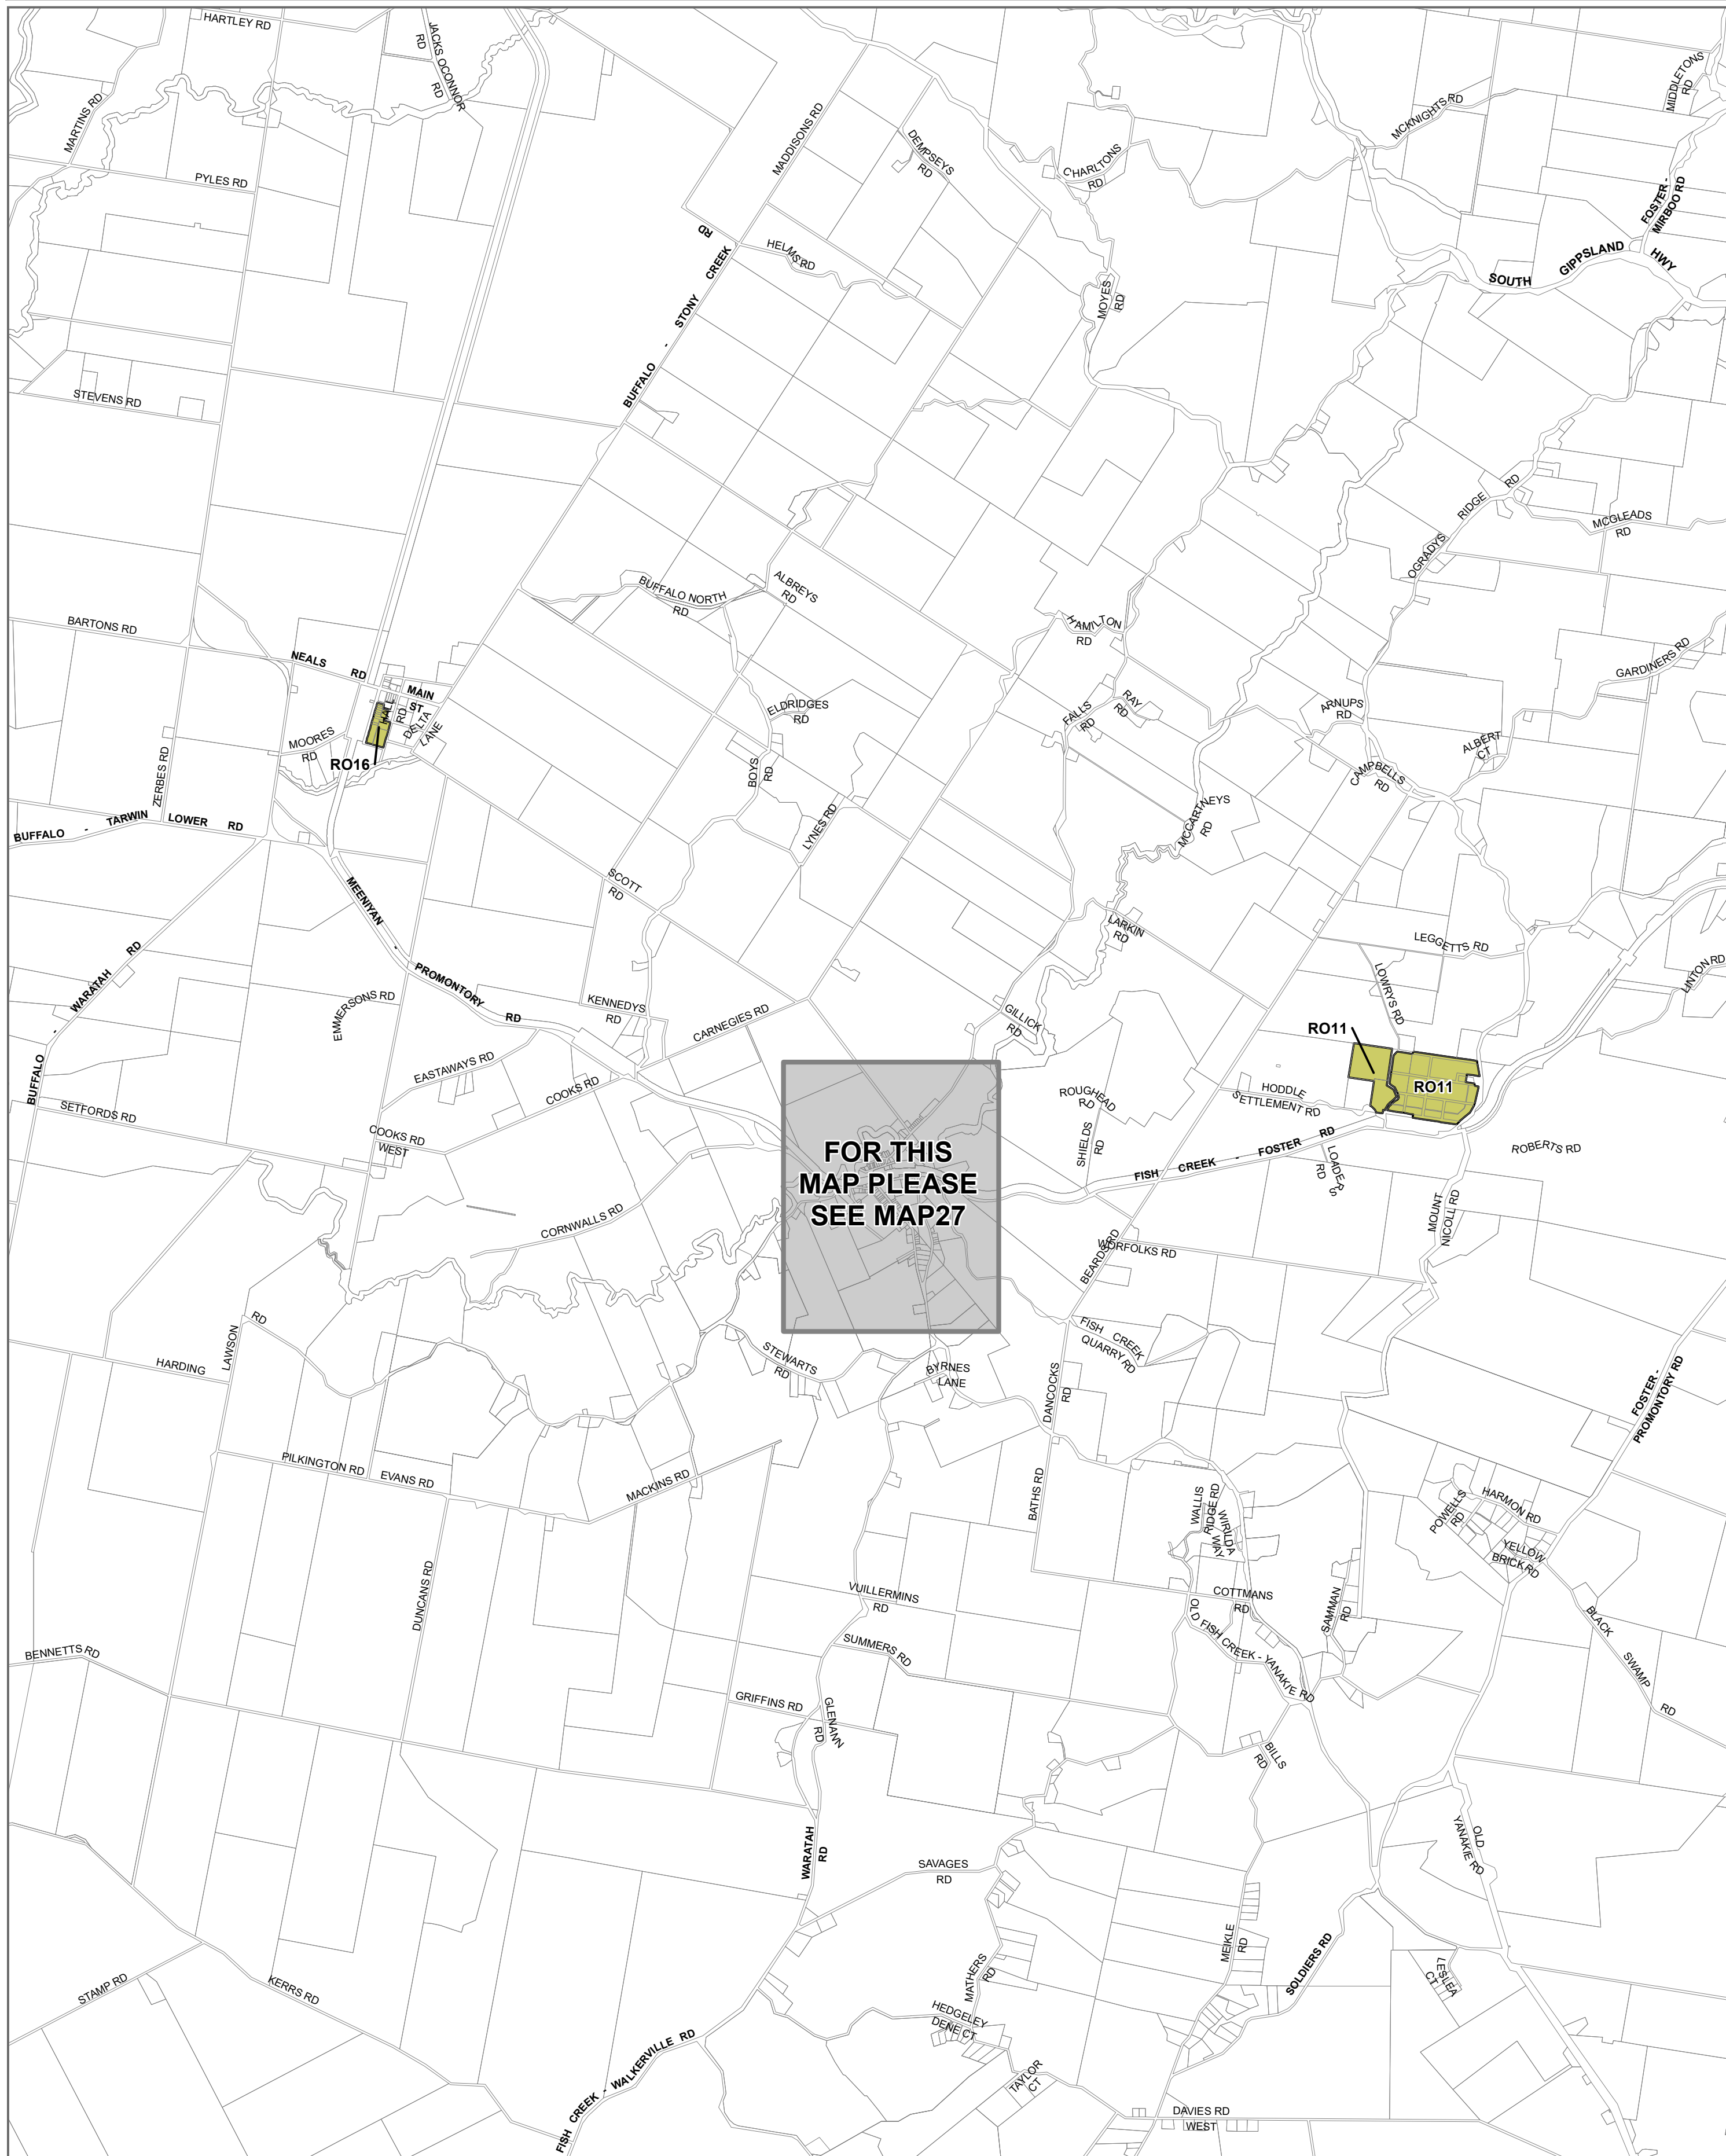 HARTLEY RD
JACKS OCONNOR
RD
MARTINS RD
PYLES RD
MADDISONS RD
DEMPSEYS
RD
CHARLTONS
RD
MCKNIGHTS RD
MIDDLETONS
RD
FOSTER -
MIRBOO RD
SOUTH GIPPSLAND HWY
HELMS RD
MOYES
RD
BUFFALO - STONY CREEK RD
STEVENS RD
OGRADYS RIDGE RD
MCGLEADS
RD
BUFFALO NORTH
RD
ALBREYS
RD
HAMILTON
RD
BARTONS RD
NEALS RD
MAIN
ST
HALL
RD
DELTA
LANE
MOORES
RD
RO16
ZERBES RD
ELDRIDGES
RD
BOYS
RD
LYNES RD
FALLS
RD
RAY
RD
ARNUPS
RD
GARDINERS RD
ALBERT
CT
CAMPBELLS
RD
MCCARTNEYS
RD
BUFFALO - TARWIN LOWER RD
SCOTT
RD
MEENIYAN - PROMONTORY RD
LARKIN
RD
LEGGETTS RD
LOWRYS RD
LINTON RD
BUFFALO - WARATAH RD
EMMERSONS RD
KENNEDYS
RD
CARNEGIES RD
GILLICK
RD
RO11
RO11
EASTAWAYS RD
COOKS RD
SETFORDS RD
COOKS RD
WEST
ROUGHEAD
RD
HODDLE
SETTLEMENT RD
SHIELDS
RD
FISH CREEK - FOSTER RD
LOADERS
RD
ROBERTS RD
MOUNT
NICOLL RD
FOR THIS
MAP PLEASE
SEE MAP27
CORNWALLS RD
BEARDS RD
WORFOLKS RD
LAWSON RD
HARDING
STEWARTS
RD
BYRNES
LANE
FISH CREEK
QUARRY RD
DANCOCKS
RD
FOSTER -
PROMONTORY RD
PILKINGTON RD
EVANS RD
MACKINS RD
BATHS RD
WALLIS
RIDGE RD
WIRILDA
WAY
POWELLS
RD
HARMON RD
YELLOW
BRICK RD
DUNCANS RD
VUILLERMINS
RD
COTTMANS
RD
SAMMAN
RD
BLACK SWAMP RD
BENNETTS RD
SUMMERS RD
OLD FISH CREEK - YANAKIE RD
GRIFFINS RD
GLENANN
RD
BILLS
RD
OLD
YANAKIE RD
WARATAH
RD
SAVAGES
RD
MEIKLE
RD
SOLDIERS RD
LESLEA
CT
STAMP RD
KERRS RD
MATHERS
RD
HEDGELEY
DENE CT
FISH CREEK - WALKERVILLE RD
TAYLOR
CT
DAVIES RD
WEST